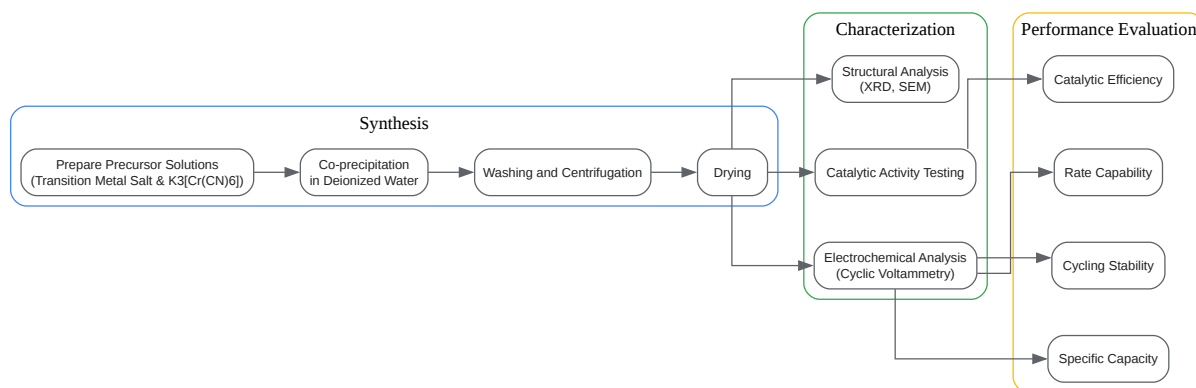 Synthesis
Prepare Precursor Solutions
(Transition Metal Salt & K3[Cr(CN)6])
Co-precipitation
in Deionized Water
Washing and Centrifugation
Drying
Characterization
Structural Analysis
(XRD, SEM)
Catalytic Activity Testing
Electrochemical Analysis
(Cyclic Voltammetry)
Performance Evaluation
Catalytic Efficiency
Rate Capability
Cycling Stability
Specific Capacity